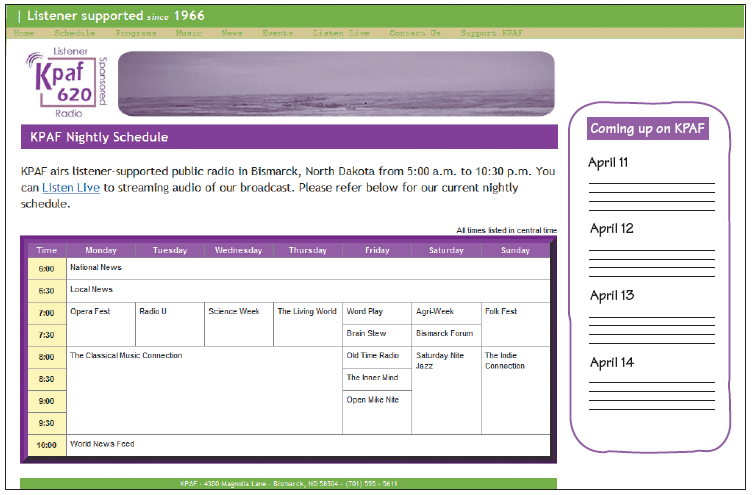 Listener supported since 1966
Home Schedule Programs Music News Events Listen Live Contact Us Support KPAF
Listener
Kpaf
620
Sponsored
Radio
KPAF Nightly Schedule
KPAF airs listener-supported public radio in Bismarck, North Dakota from 5:00 a.m. to 10:30 p.m. You
can Listen Live to streaming audio of our broadcast. Please refer below for our current nightly
schedule.
All times listed in central time
Time Monday Tuesday Wednesday Thursday Friday Saturday Sunday
6:00 National News
6:30 Local News
7:00 Opera Fest Radio U Science Week The Living World Word Play Agri-Week Folk Fest
7:30 Brain Stew Bismarck Forum
8:00 The Classical Music Connection Old Time Radio Saturday Nite Jazz The Indie Connection
8:30 The Inner Mind
9:00 Open Mike Nite
9:30
10:00 World News Feed
KPAF - 4300 Magnolia Lane - Bismarck, ND 58504 - (701) 555 - 5611
Coming up on KPAF
April 11
April 12
April 13
April 14